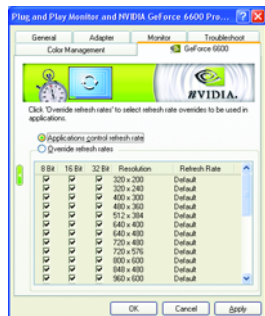 Plug and Play Monitor and NVIDIA GeForce 6600 Pro...
General Adapter Monitor Troubleshoot
Color Management GeForce 6600
nVIDIA.
Click 'Override refresh rates' to select refresh rate overrides to be used in
applications.
Applications control refresh rate
Override refresh rates
8 Bit 16 Bit 32 Bit Resolution Refresh Rate
320 x 200 Default
320 x 240 Default
400 x 300 Default
480 x 360 Default
512 x 384 Default
640 x 400 Default
640 x 480 Default
720 x 480 Default
720 x 576 Default
800 x 600 Default
848 x 480 Default
960 x 600 Default
OK Cancel Apply